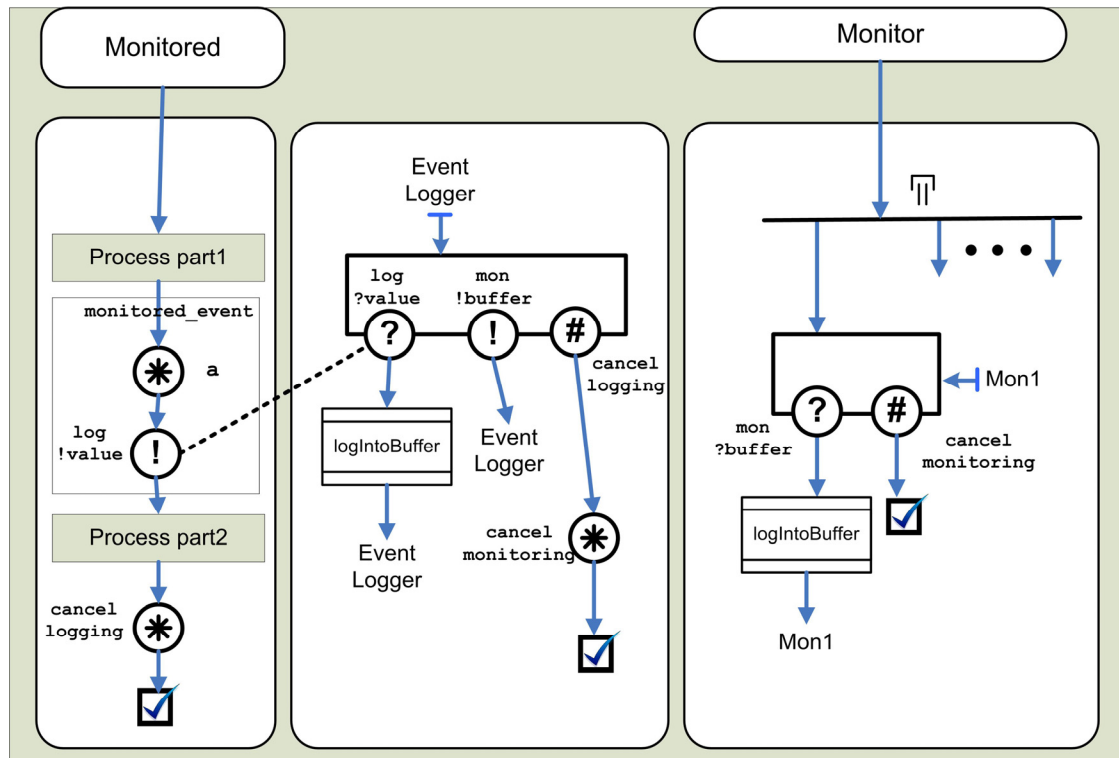 Monitored
Process part1
monitored_event
*
a
log
!value
!
Process part2
cancel
logging
*
Event
Logger
log
?value
mon
!buffer
?
!
#
cancel
logging
logIntoBuffer
Event
Logger
Event
Logger
cancel
monitoring
*
Monitor
Mon1
?
#
mon
?buffer
cancel
monitoring
logIntoBuffer
Mon1